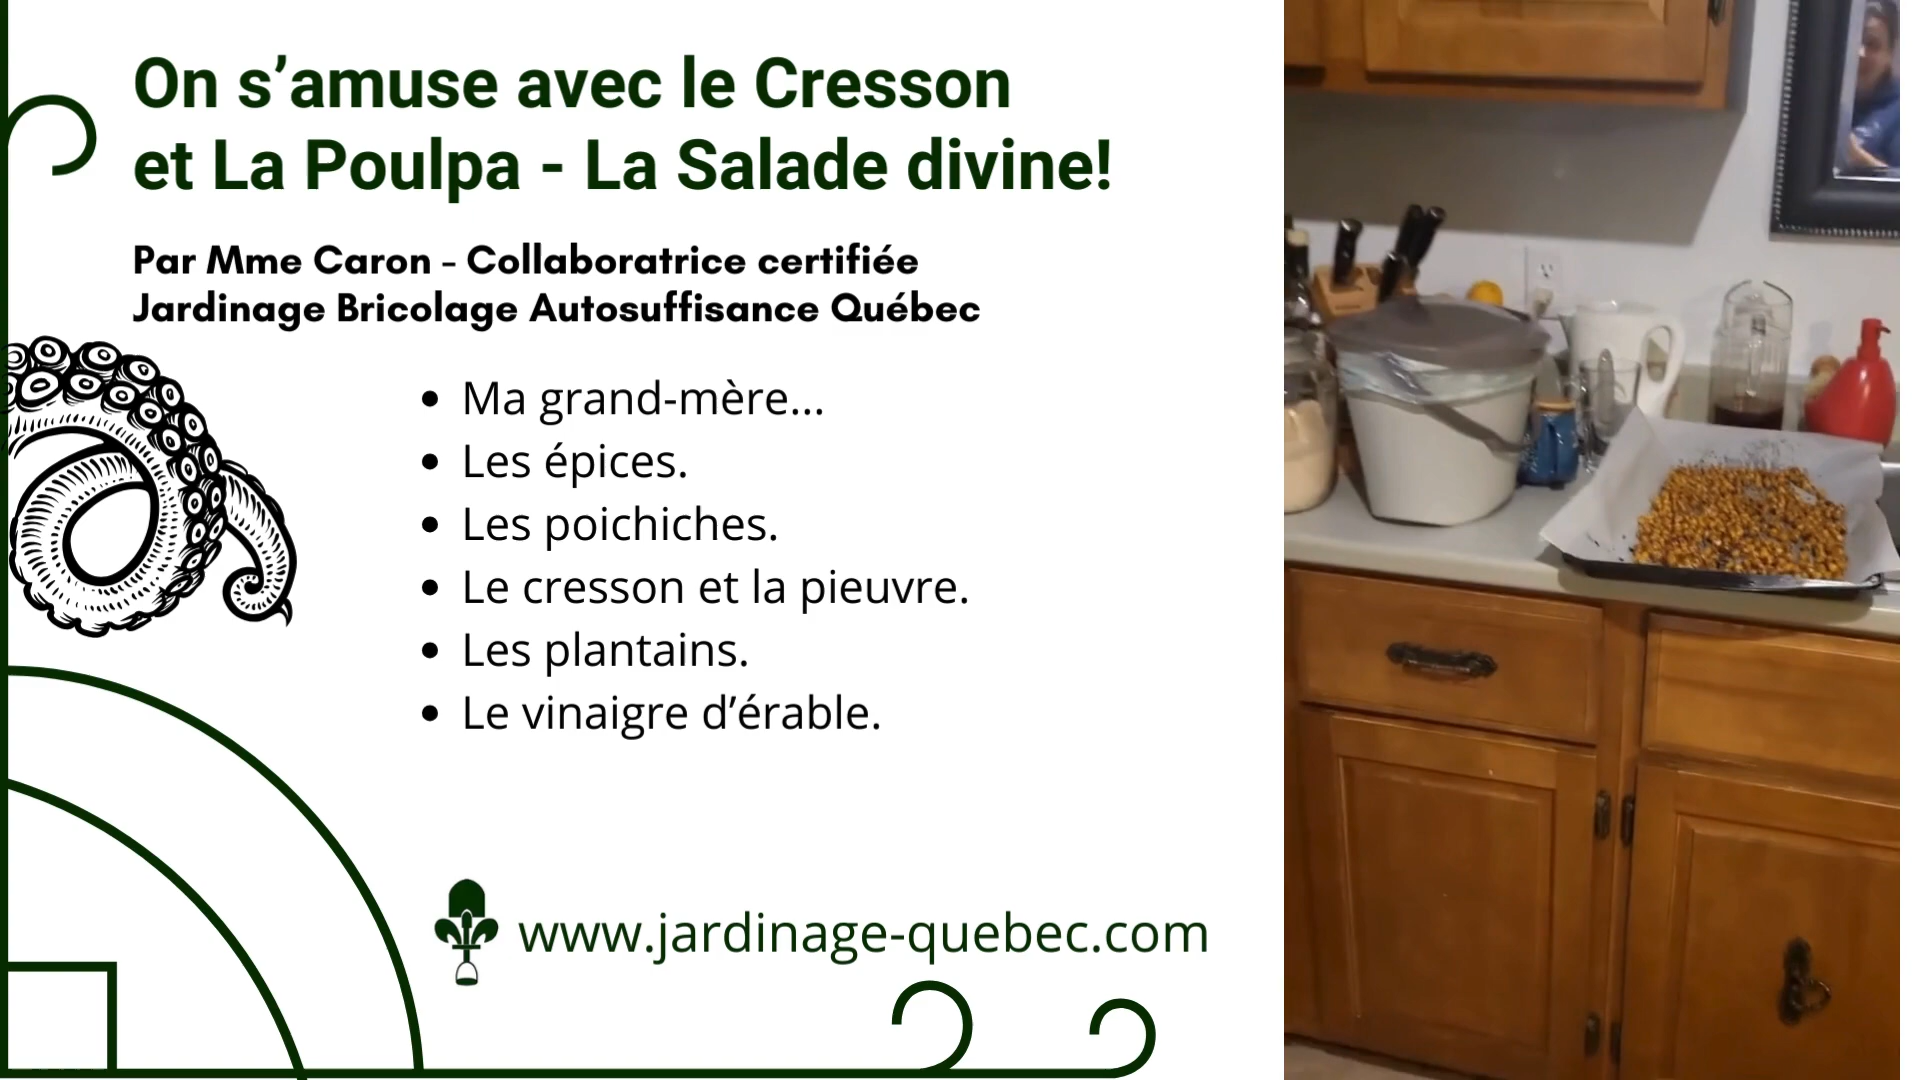 On s’amuse avec le Cresson
et La Poulpa - La Salade divine!
Par Mme Caron - Collaboratrice certifiée
Jardinage Bricolage Autosuffisance Québec
• Ma grand-mère...
• Les épices.
• Les poichiches.
• Le cresson et la pieuvre.
• Les plantains.
• Le vinaigre d’érable.
www.jardinage-quebec.com